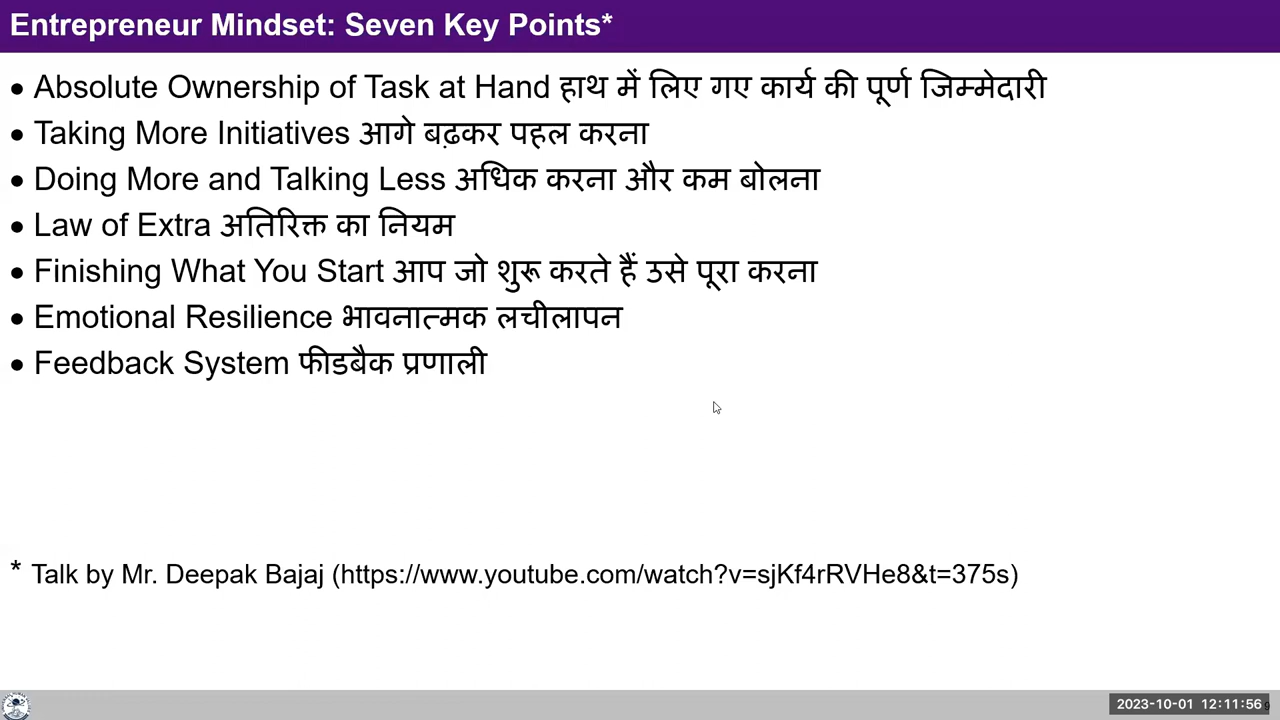 Entrepreneur Mindset: Seven Key Points*
• Absolute Ownership of Task at Hand हाथ में लिए गए कार्य की पूर्ण जिम्मेदारी
• Taking More Initiatives आगे बढ़कर पहल करना
• Doing More and Talking Less अधिक करना और कम बोलना
• Law of Extra अतिरिक्त का नियम
• Finishing What You Start आप जो शुरू करते हैं उसे पूरा करना
• Emotional Resilience भावनात्मक लचीलापन
• Feedback System फीडबैक प्रणाली
* Talk by Mr. Deepak Bajaj (https://www.youtube.com/watch?v=sjKf4rRVHe8&t=375s)
2023-10-01 12:11:56 9